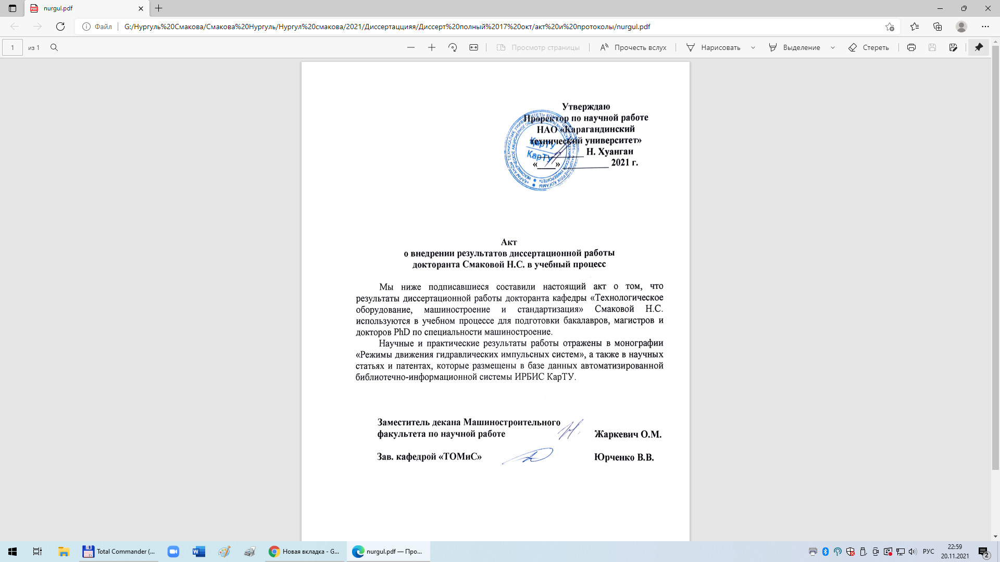 nurgul.pdf
Файл
G:/Нургуль%20Смакова/Смакова%20Нургуль/Нургул%20смакова/2021/Диссертаццияя/Диссерт%20полный%2017%20окт/акт%20и%20протоколы/nurgul.pdf
1 из 1
Просмотр страницы
Прочесть вслух
Нарисовать
Выделение
Стереть
Утверждаю
Проректор по научной работе
НАО «Карагандинский
технический университет»
Н. Хуанган
«____» 2021 г.
ҚарТУ
КарТУ
Акт
о внедрении результатов диссертационной работы
докторанта Смаковой Н.С. в учебный процесс
Мы ниже подписавшиеся составили настоящий акт о том, что
результаты диссертационной работы докторанта кафедры «Технологическое
оборудование, машиностроение и стандартизация» Смаковой Н.С.
используются в учебном процессе для подготовки бакалавров, магистров и
докторов PhD по специальности машиностроение.
Научные и практические результаты работы отражены в монографии
«Режимы движения гидравлических импульсных систем», а также в научных
статьях и патентах, которые размещены в базе данных автоматизированной
библиотечно-информационной системы ИРБИС КарТУ.
Заместитель декана Машиностроительного
факультета по научной работе Жаркевич О.М.
Зав. кафедрой «ТОМиС» Юрченко В.В.
Total Commander (...
Новая вкладка - G...
nurgul.pdf — Про...
РУС
22:59
20.11.2021
2